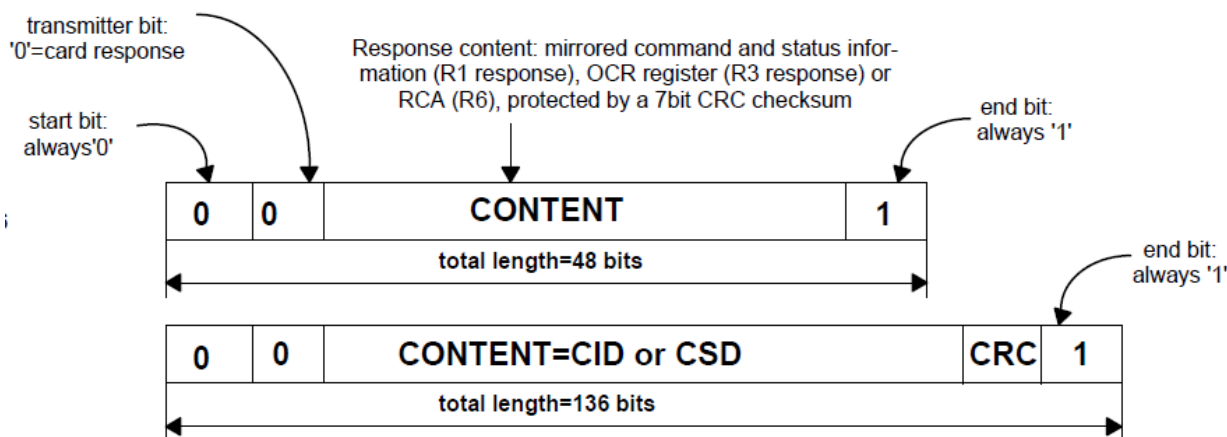 transmitter bit:
'0'=card response
Response content: mirrored command and status infor-
mation (R1 response), OCR register (R3 response) or
RCA (R6), protected by a 7bit CRC checksum
start bit:
always'0'
end bit:
always '1'
0 0 CONTENT 1
total length=48 bits
end bit:
always '1'
0 0 CONTENT=CID or CSD CRC 1
total length=136 bits